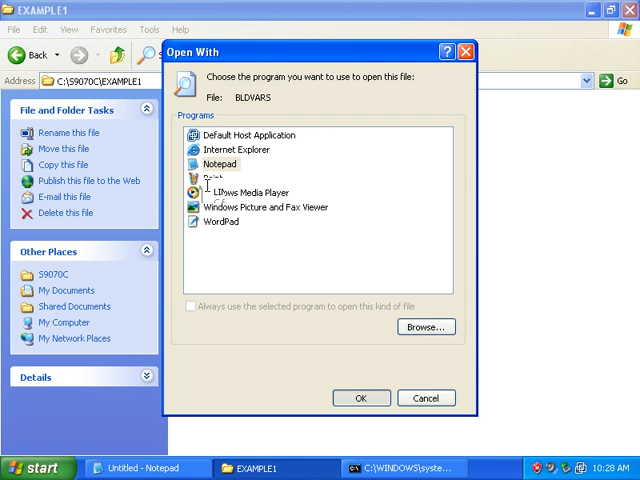 EXAMPLE1
File Edit View Favorites Tools Help
Back
Address C:\S9070C\EXAMPLE1 Go
File and Folder Tasks
Rename this file
Move this file
Copy this file
Publish this file to the Web
E-mail this file
Delete this file
Other Places
S9070C
My Documents
Shared Documents
My Computer
My Network Places
Details
Open With
Choose the program you want to use to open this file:
File: BLDVARS
Programs
Default Host Application
Internet Explorer
Notepad
Media Player
Windows Picture and Fax Viewer
WordPad
Always use the selected program to open this kind of file
Browse...
OK Cancel
start Untitled - Notepad EXAMPLE1 C:\WINDOWS\syste... 10:28 AM